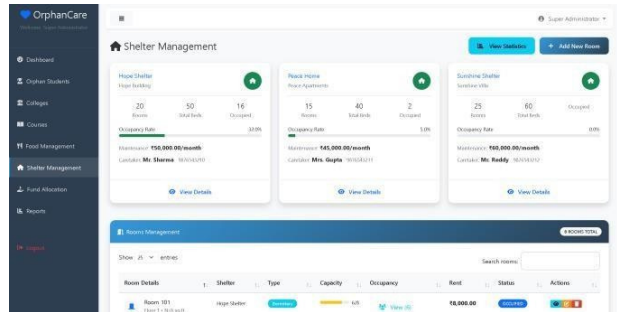 OrphanCare
Welcome, Super Administrator
Super Administrator
Dashboard
Orphan Students
Colleges
Courses
Food Management
Shelter Management
Fund Allocation
Reports
Logout
Shelter Management
View Statistics
+ Add New Room
Hope Shelter
Hope Building
20 50 16
Rooms Total Beds Occupied
Occupancy Rate 32.0%
Maintenance: ₹50,000.00/month
Caretaker: Mr. Sharma
View Details
Peace Home
Peace Apartments
15 40 2
Rooms Total Beds Occupied
Occupancy Rate 5.0%
Maintenance: ₹45,000.00/month
Caretaker: Mrs. Gupta
View Details
Sunshine Shelter
Sunshine Villa
25 60
Rooms Total Beds Occupied
Occupancy Rate 0.0%
Maintenance: ₹60,000.00/month
Caretaker: Mr. Reddy
View Details
Rooms Management
8 ROOMS TOTAL
Show 25 entries
Search rooms:
Room Details Shelter Type Capacity Occupancy Rent Status Actions
Room 101 Hope Shelter Dormitory 6/8 View (6) ₹8,000.00 OCCUPIED